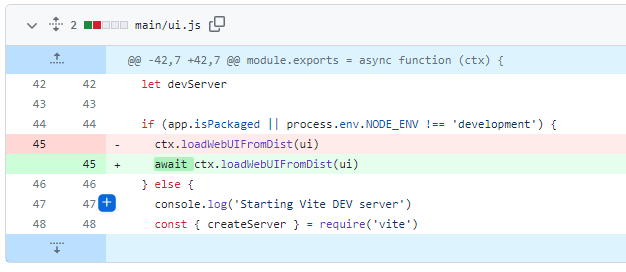 2 main/ui.js
@@ -42,7 +42,7 @@ module.exports = async function (ctx) {
42 42 let devServer
43 43
44 44 if (app.isPackaged || process.env.NODE_ENV !== 'development') {
45 - ctx.loadWebUIFromDist(ui)
45 + await ctx.loadWebUIFromDist(ui)
46 46 } else {
47 47 console.log('Starting Vite DEV server')
48 48 const { createServer } = require('vite')